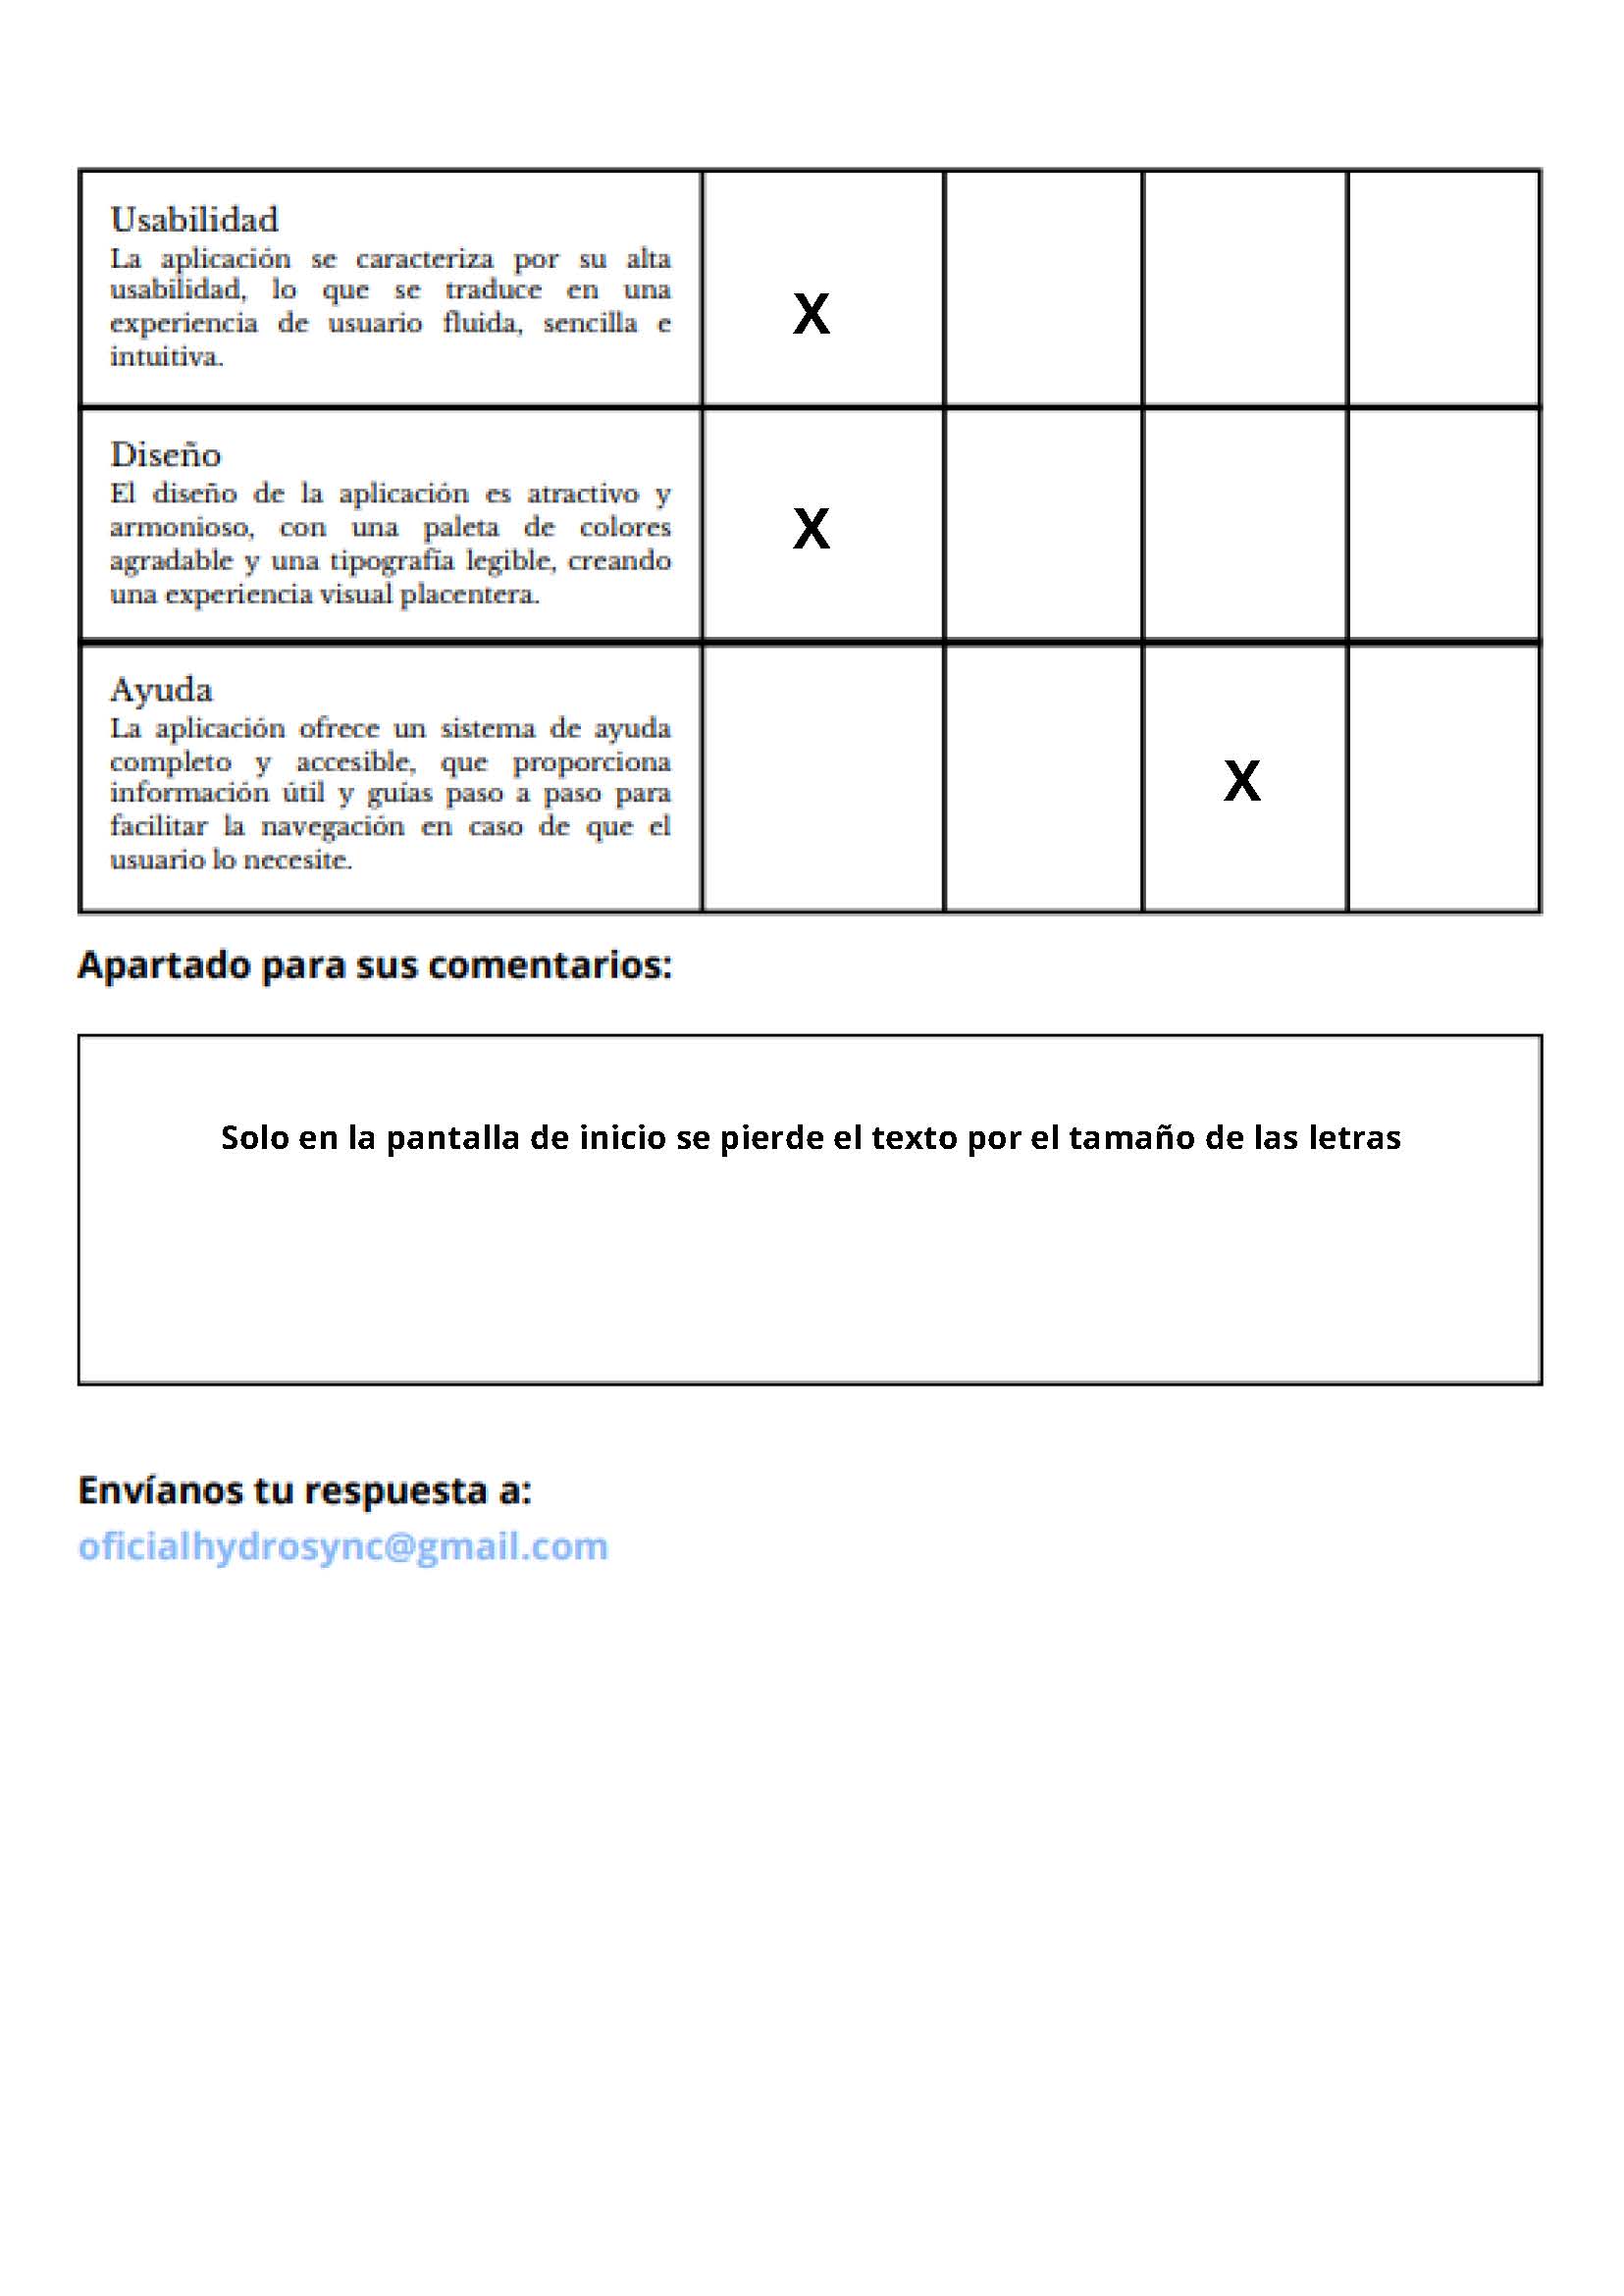 Usabilidad
La aplicación se caracteriza por su alta
usabilidad, lo que se traduce en una
experiencia de usuario fluida, sencilla e
intuitiva.
X
Diseño
El diseño de la aplicación es atractivo y
armonioso, con una paleta de colores
agradable y una tipografía legible, creando
una experiencia visual placentera.
X
Ayuda
La aplicación ofrece un sistema de ayuda
completo y accesible, que proporciona
información útil y guías paso a paso para
facilitar la navegación en caso de que el
usuario lo necesite.
X
Apartado para sus comentarios:
Solo en la pantalla de inicio se pierde el texto por el tamaño de las letras
Envíanos tu respuesta a:
oficialhydrosync@gmail.com